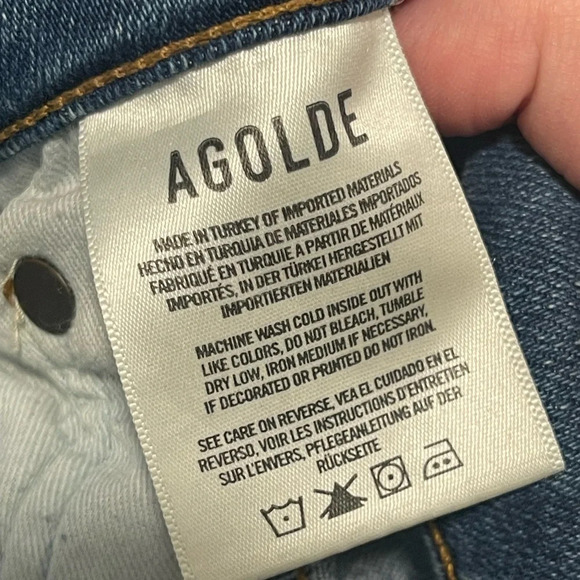 AGOLDE
MADE IN TURKEY OF IMPORTED MATERIALS
HECHO EN TURQUIA DE MATERIALES IMPORTADOS
FABRIQUÉ EN TURQUIE A PARTIR DE MATÉRIAUX
IMPORTÉS, IN DER TÜRKEI HERGESTELLT MIT
IMPORTIERTEN MATERIALIEN
MACHINE WASH COLD INSIDE OUT WITH
LIKE COLORS, DO NOT BLEACH, TUMBLE
DRY LOW, IRON MEDIUM IF NECESSARY,
IF DECORATED OR PRINTED DO NOT IRON.
SEE CARE ON REVERSE, VEA EL CUIDADO EN EL
REVERSO, VOIR LES INSTRUCTIONS D'ENTRETIEN
SUR L'ENVERS, PFLEGEANLEITUNG AUF DER
RÜCKSEITE